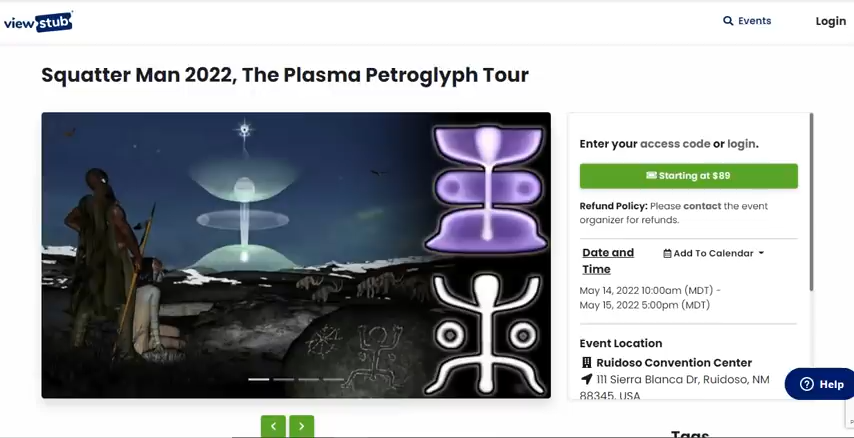 view stub
Events
Login
Squatter Man 2022, The Plasma Petroglyph Tour
Enter your access code or login.
Starting at $89
Refund Policy: Please contact the event
organizer for refunds.
Date and
Time
Add To Calendar
May 14, 2022 10:00am (MDT) -
May 15, 2022 5:00pm (MDT)
Event Location
Ruidoso Convention Center
111 Sierra Blanca Dr, Ruidoso, NM
88345, USA
Help
Tags